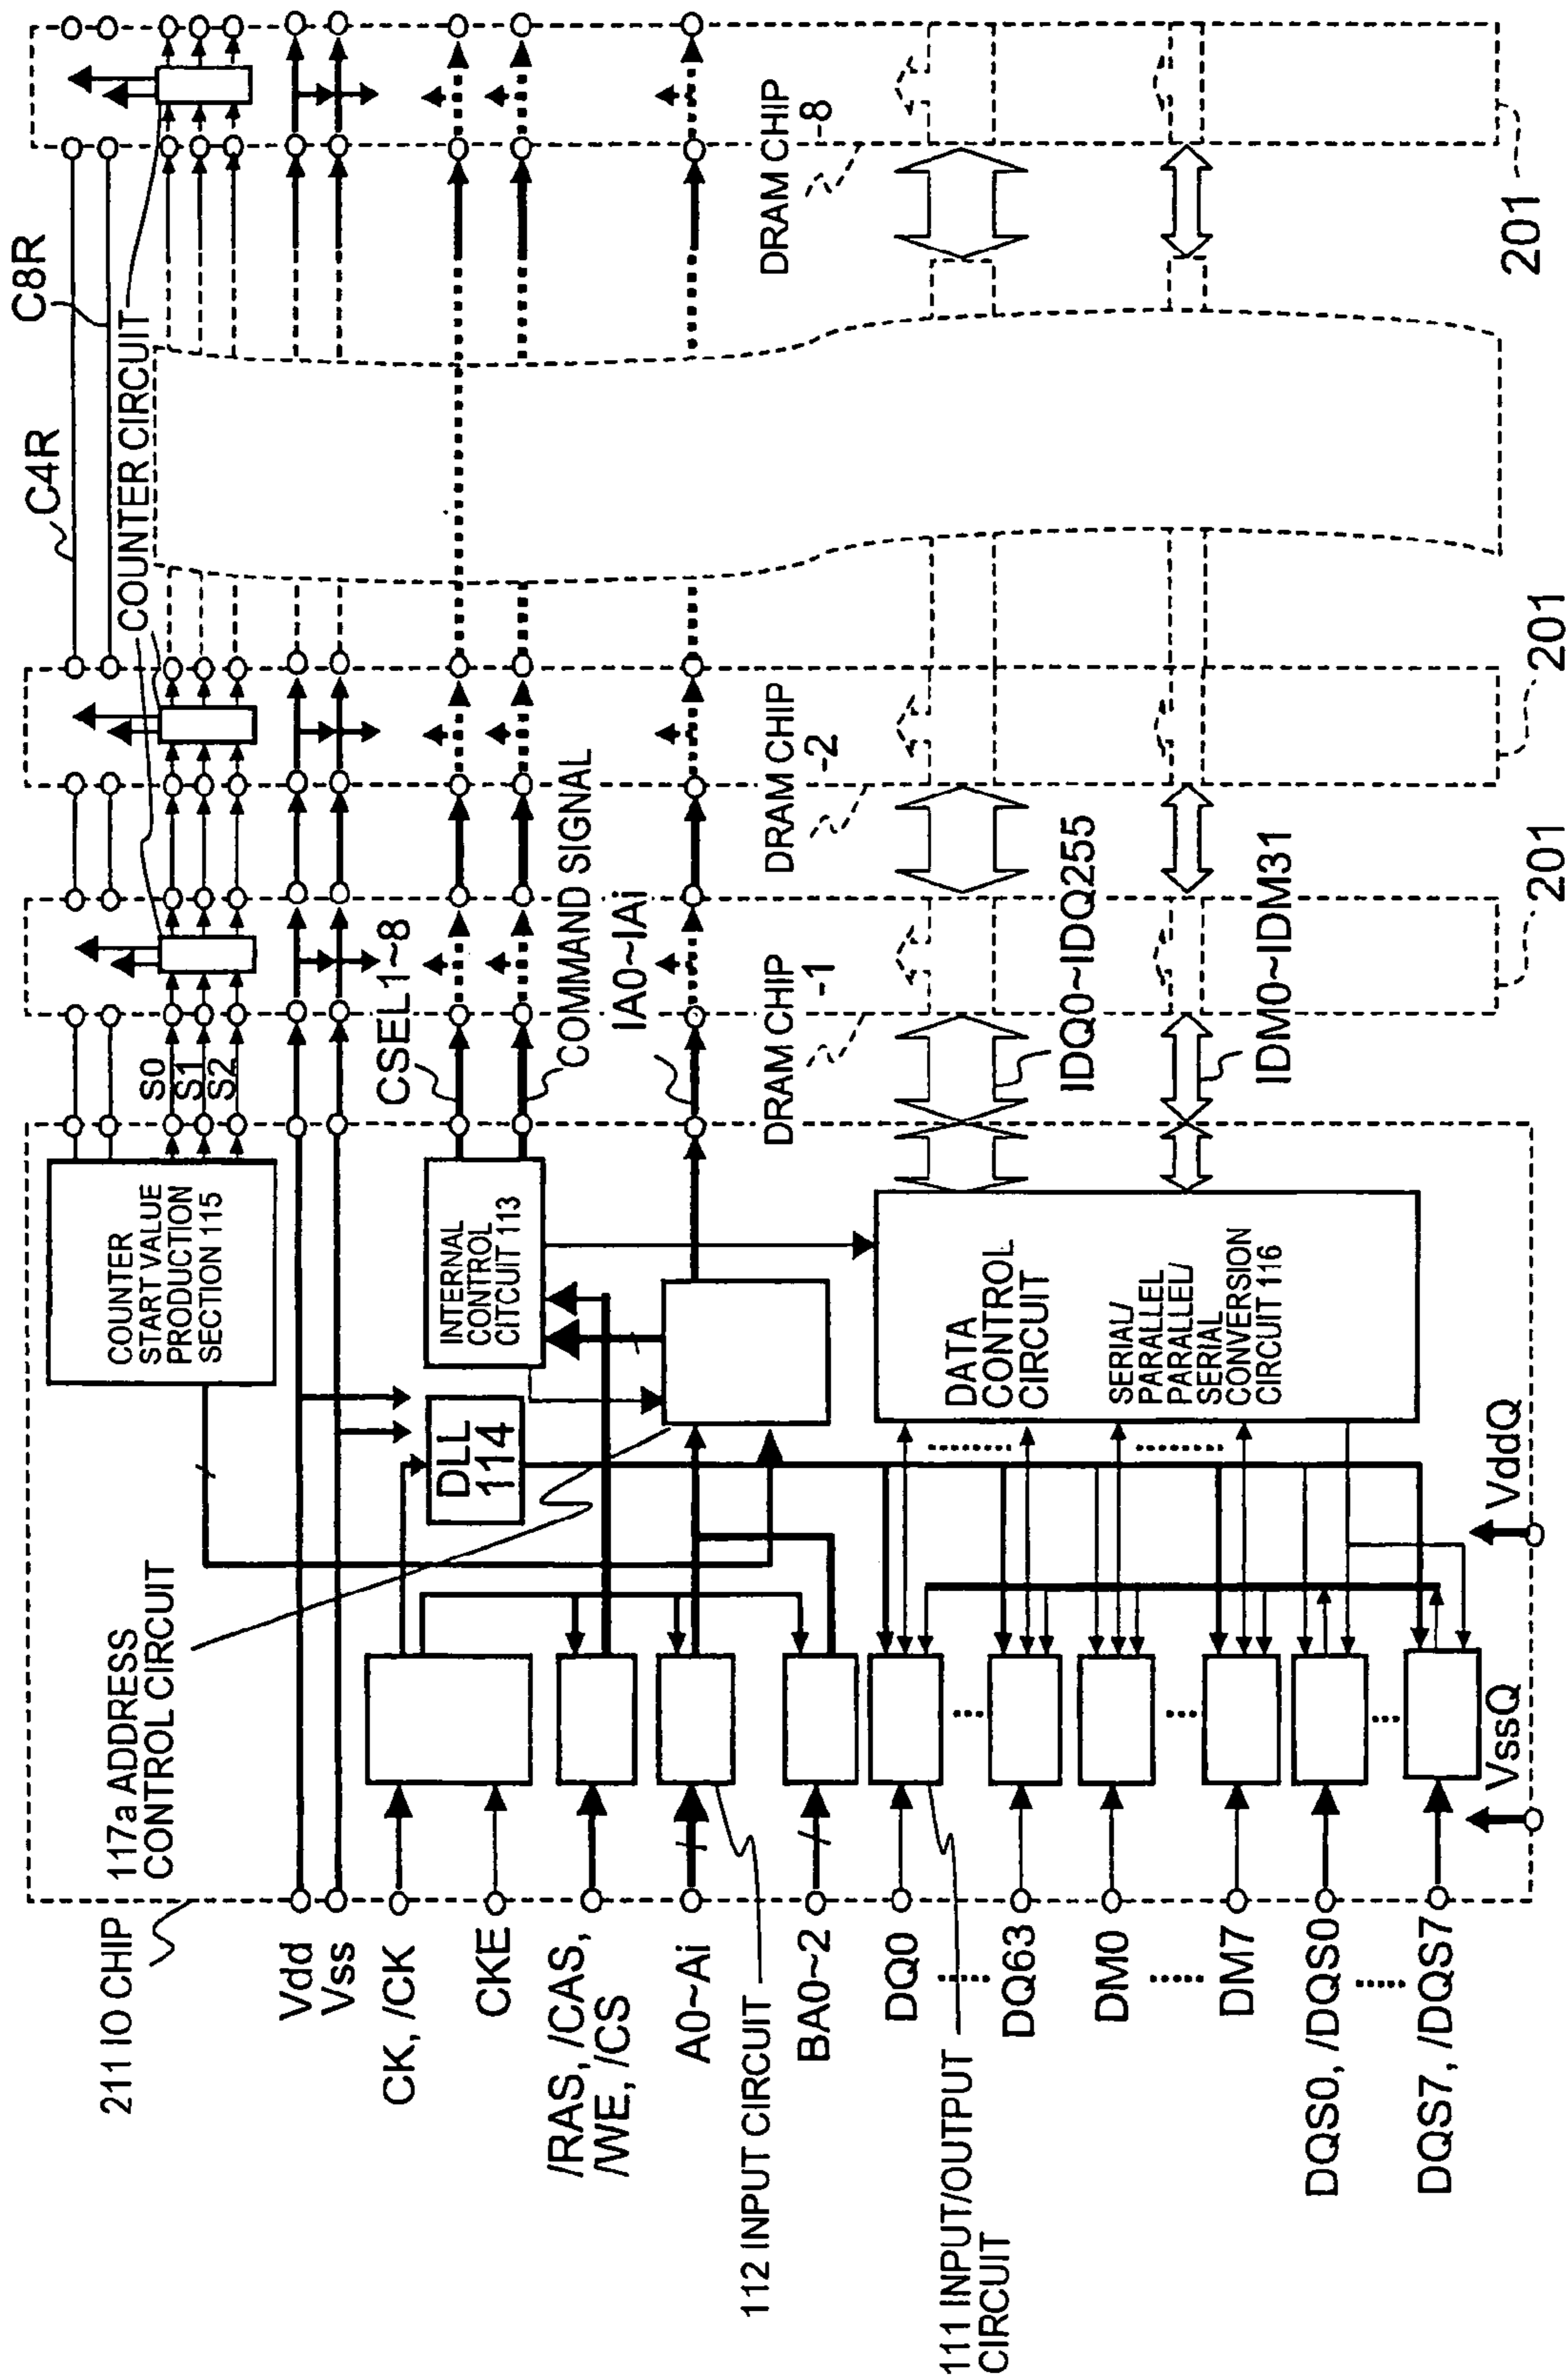 211 IO CHIP
117a ADDRESS
CONTROL CIRCUIT
COUNTER
START VALUE
PRODUCTION
SECTION 115
S0
S1
S2
C4R
C8R
COUNTER CIRCUIT
Vdd
Vss
CK, /CK
CKE
/RAS, /CAS,
/WE, /CS
A0~Ai
BA0~2
112 INPUT CIRCUIT
DLL
114
INTERNAL
CONTROL
CITCUIT 113
CSEL1~8
COMMAND SIGNAL
IA0~IAi
DRAM CHIP
-1
DRAM CHIP
-2
DRAM CHIP
-8
DQ0
DQ63
DM0
DM7
DQS0, /DQS0
DQS7, /DQS7
111 INPUT/OUTPUT
CIRCUIT
DATA
CONTROL
CIRCUIT
SERIAL/
PARALLEL
PARALLEL/
SERIAL
CONVERSION
CIRCUIT 116
IDQ0~IDQ255
IDM0~IDM31
VssQ
VddQ
201
201
201